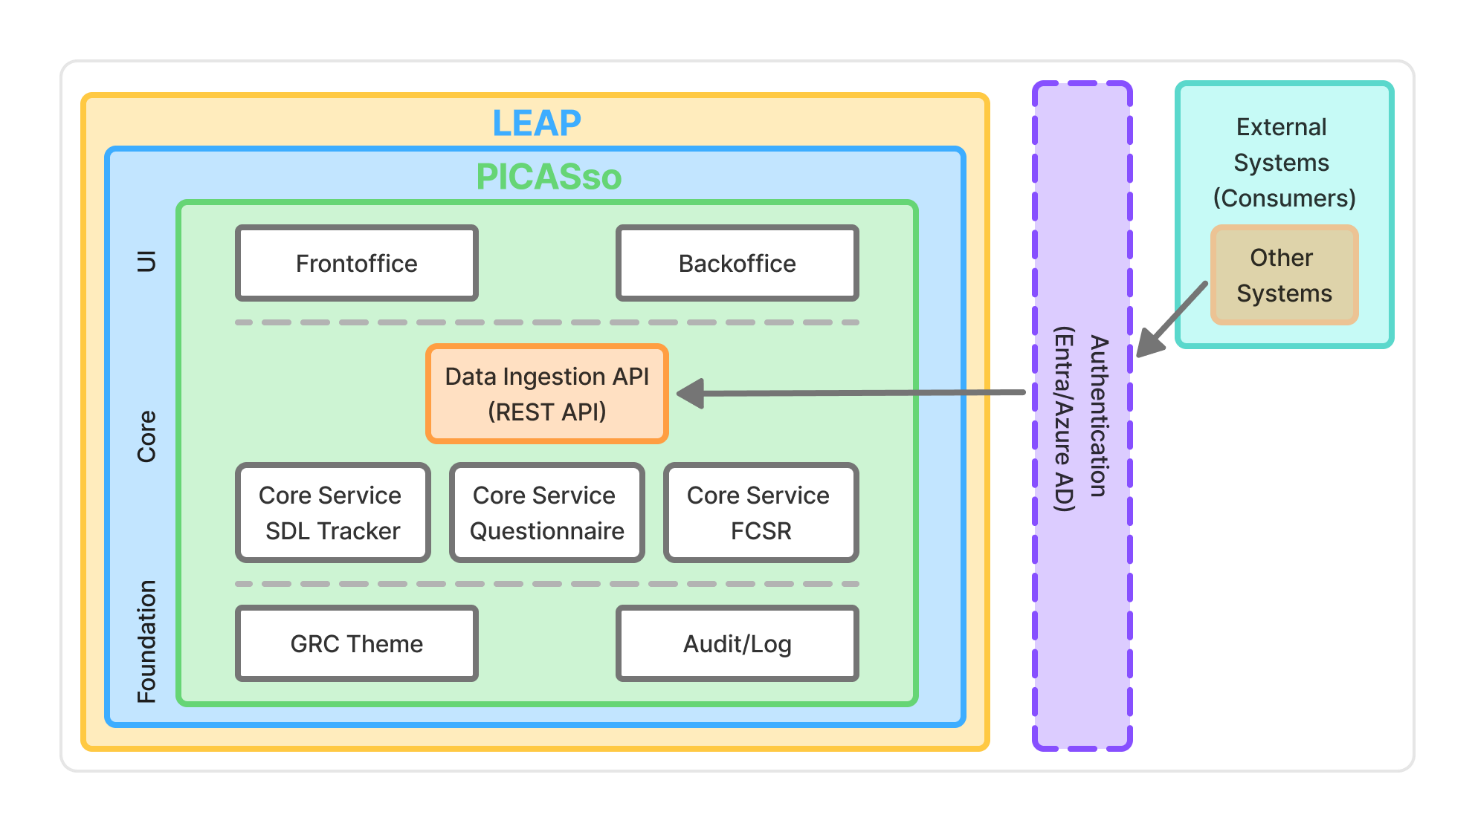 LEAP
PICASso
UI
Frontoffice
Backoffice
Core
Data Ingestion API
(REST API)
Core Service
SDL Tracker
Core Service
Questionnaire
Core Service
FCSR
Foundation
GRC Theme
Audit/Log
Authentication
(Entra/Azure AD)
External
Systems
(Consumers)
Other
Systems